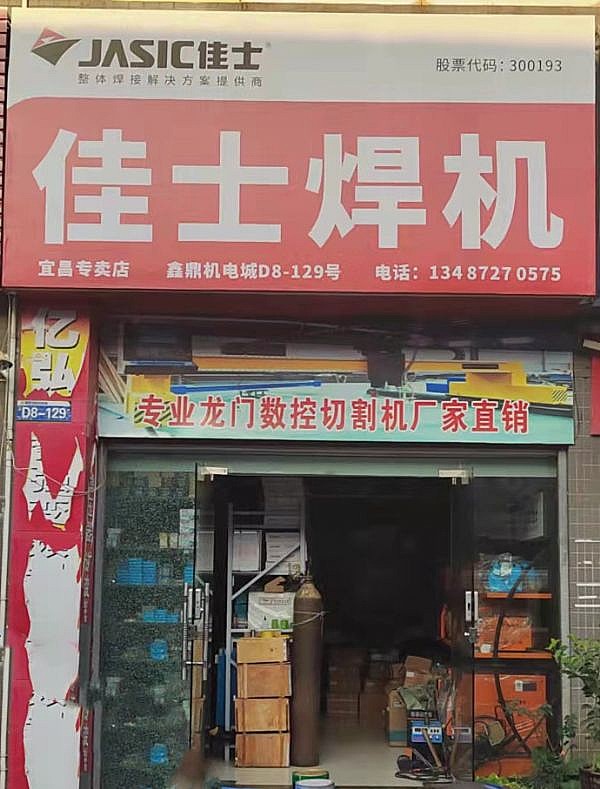 JASIC佳士
整体焊接解决方案提供商
股票代码：300193
佳士焊机
宜昌专卖店 鑫鼎机电城D8-129号 电话：134 8727 0575
亿弘
D8-129
专业龙门数控切割机厂家直销